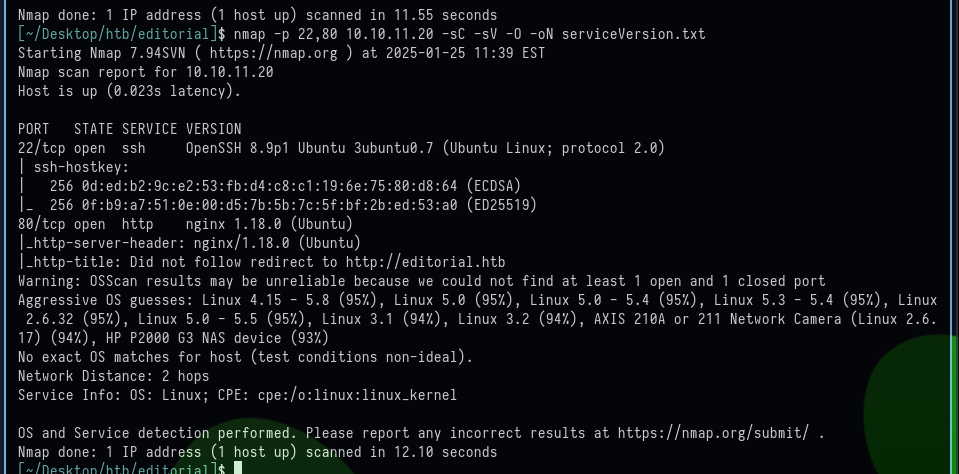 Nmap done: 1 IP address (1 host up) scanned in 11.55 seconds
[~/Desktop/htb/editorial]$ nmap -p 22,80 10.10.11.20 -sC -sV -O -oN serviceVersion.txt
Starting Nmap 7.94SVN ( https://nmap.org ) at 2025-01-25 11:39 EST
Nmap scan report for 10.10.11.20
Host is up (0.023s latency).

PORT   STATE SERVICE VERSION
22/tcp open  ssh     OpenSSH 8.9p1 Ubuntu 3ubuntu0.7 (Ubuntu Linux; protocol 2.0)
| ssh-hostkey:
|   256 0d:ed:b2:9c:e2:53:fb:d4:c8:c1:19:6e:75:80:d8:64 (ECDSA)
|_  256 0f:b9:a7:51:0e:00:d5:7b:5b:7c:5f:bf:2b:ed:53:a0 (ED25519)
80/tcp open  http    nginx 1.18.0 (Ubuntu)
|_http-server-header: nginx/1.18.0 (Ubuntu)
|_http-title: Did not follow redirect to http://editorial.htb
Warning: OSScan results may be unreliable because we could not find at least 1 open and 1 closed port
Aggressive OS guesses: Linux 4.15 - 5.8 (95%), Linux 5.0 (95%), Linux 5.0 - 5.4 (95%), Linux 5.3 - 5.4 (95%), Linux
 2.6.32 (95%), Linux 5.0 - 5.5 (95%), Linux 3.1 (94%), Linux 3.2 (94%), AXIS 210A or 211 Network Camera (Linux 2.6.
17) (94%), HP P2000 G3 NAS device (93%)
No exact OS matches for host (test conditions non-ideal).
Network Distance: 2 hops
Service Info: OS: Linux; CPE: cpe:/o:linux:linux_kernel

OS and Service detection performed. Please report any incorrect results at https://nmap.org/submit/ .
Nmap done: 1 IP address (1 host up) scanned in 12.10 seconds
[~/Desktop/htb/editorial]$